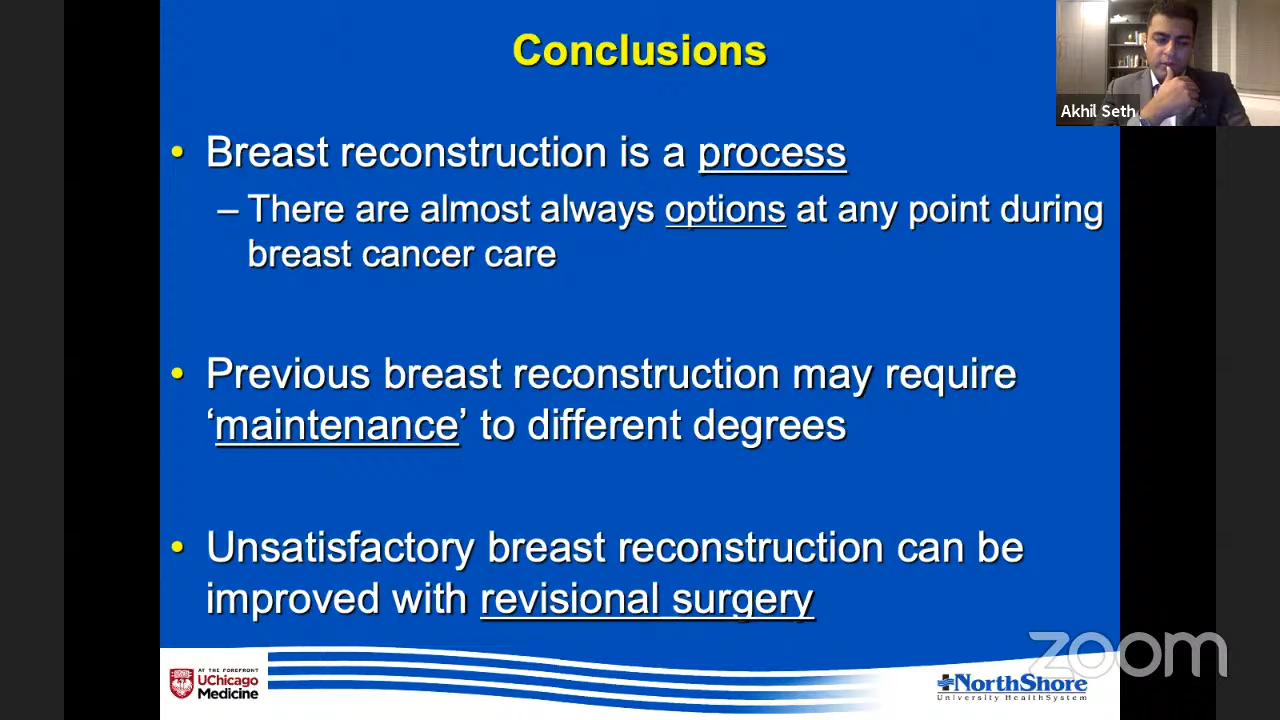 Conclusions
Akhil Seth
• Breast reconstruction is a process
– There are almost always options at any point during
breast cancer care
• Previous breast reconstruction may require
‘maintenance’ to different degrees
• Unsatisfactory breast reconstruction can be
improved with revisional surgery
zoom
AT THE FOREFRONT
UChicago
Medicine
NorthShore
University HealthSystem